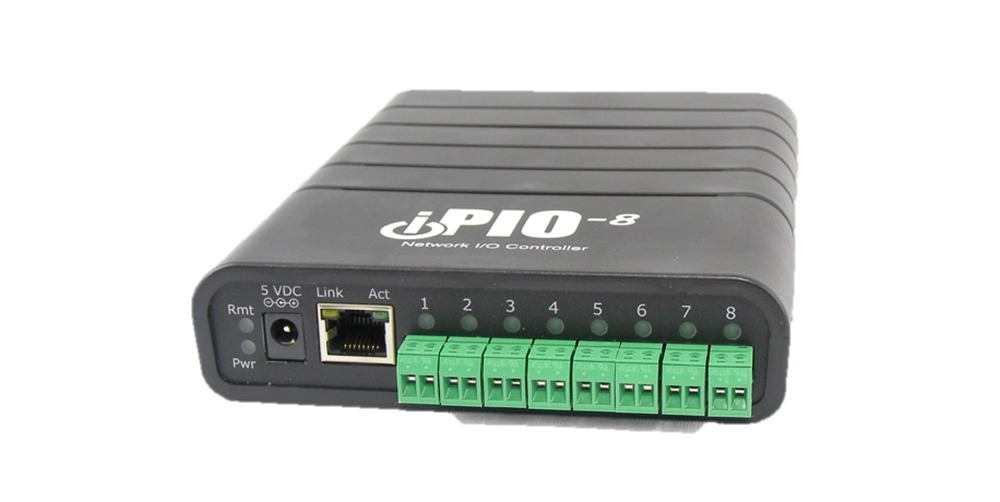 iPIO-8
Network I/O Controller
5 VDC Link Act 1 2 3 4 5 6 7 8
Rmt
Pwr